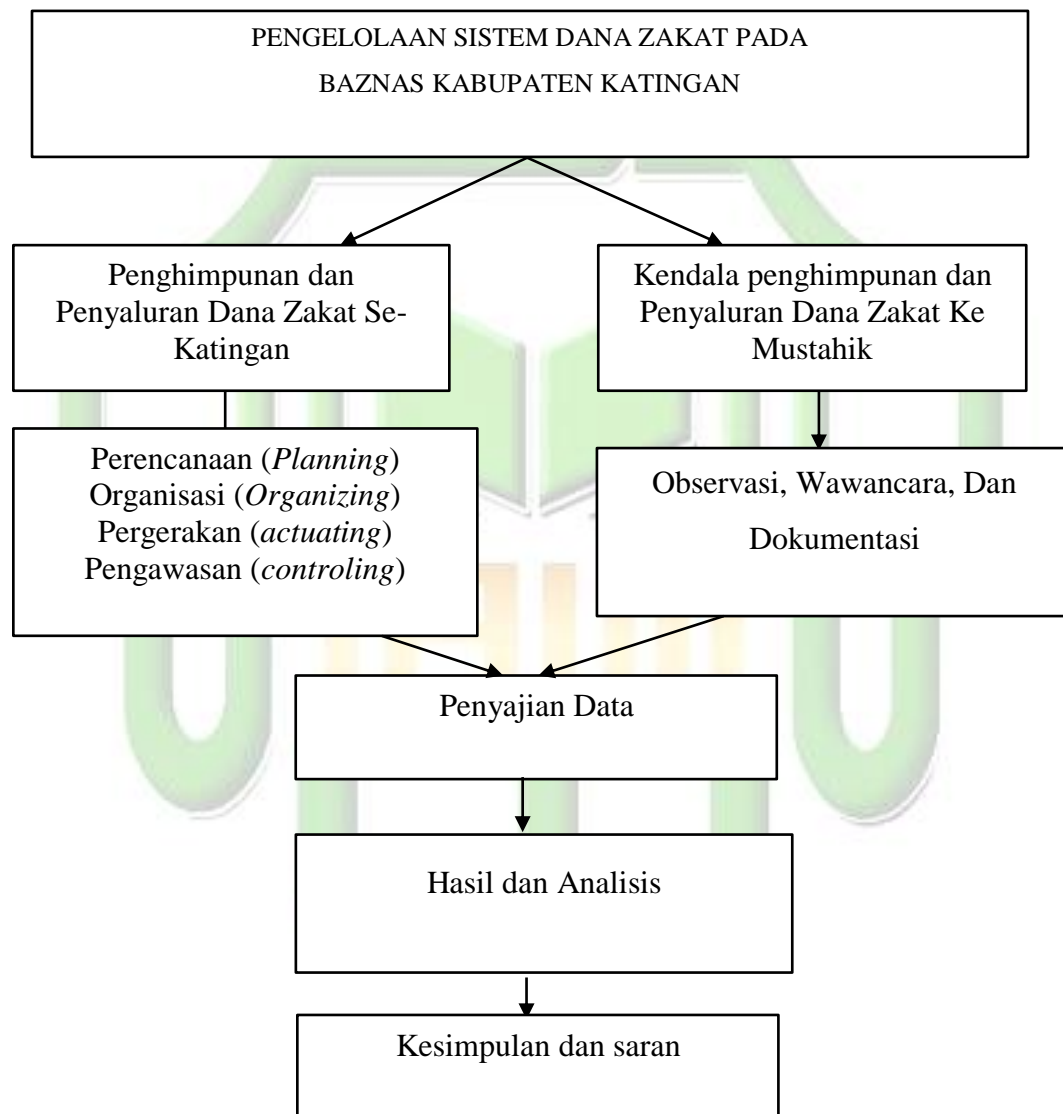 PENGELOLAAN SISTEM DANA ZAKAT PADA
BAZNAS KABUPATEN KATINGAN
Penghimpunan dan
Penyaluran Dana Zakat Se-
Katingan
Kendala penghimpunan dan
Penyaluran Dana Zakat Ke
Mustahik
Perencanaan (Planning)
Organisasi (Organizing)
Pergerakan (actuating)
Pengawasan (controling)
Observasi, Wawancara, Dan
Dokumentasi
Penyajian Data
Hasil dan Analisis
Kesimpulan dan saran